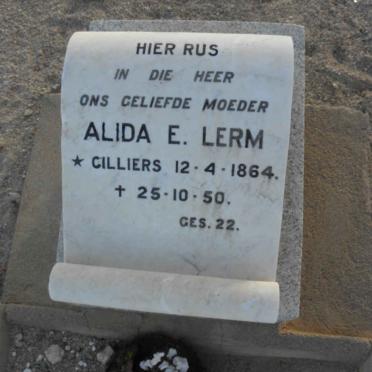 HIER RUS
IN DIE HEER
ONS GELIEFDE MOEDER
ALIDA E. LERM
★ CILLIERS 12-4-1864.
✝ 25-10-50.
GES. 22.